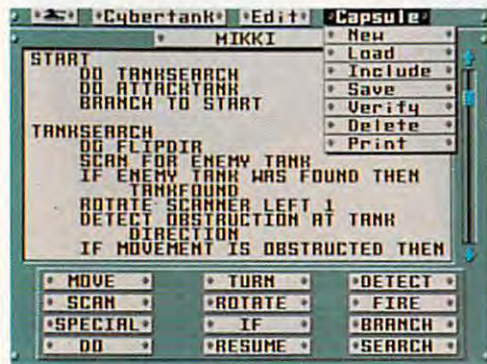 Cybertank Edit Capsule
MIKKI
New
Load
Include
Save
Verify
Delete
Print
START
DO TANKSEARCH
DO ATTACKTANK
BRANCH TO START
TANKSEARCH
DO FLIPDIR
SCAN FOR ENEMY TANK
IF ENEMY TANK WAS FOUND THEN
TANKFOUND
ROTATE SCANNER LEFT 1
DETECT OBSTRUCTION AT TANK
DIRECTION
IF MOVEMENT IS OBSTRUCTED THEN
MOVE TURN DETECT
SCAN ROTATE FIRE
SPECIAL IF BRANCH
DO RESUME SEARCH